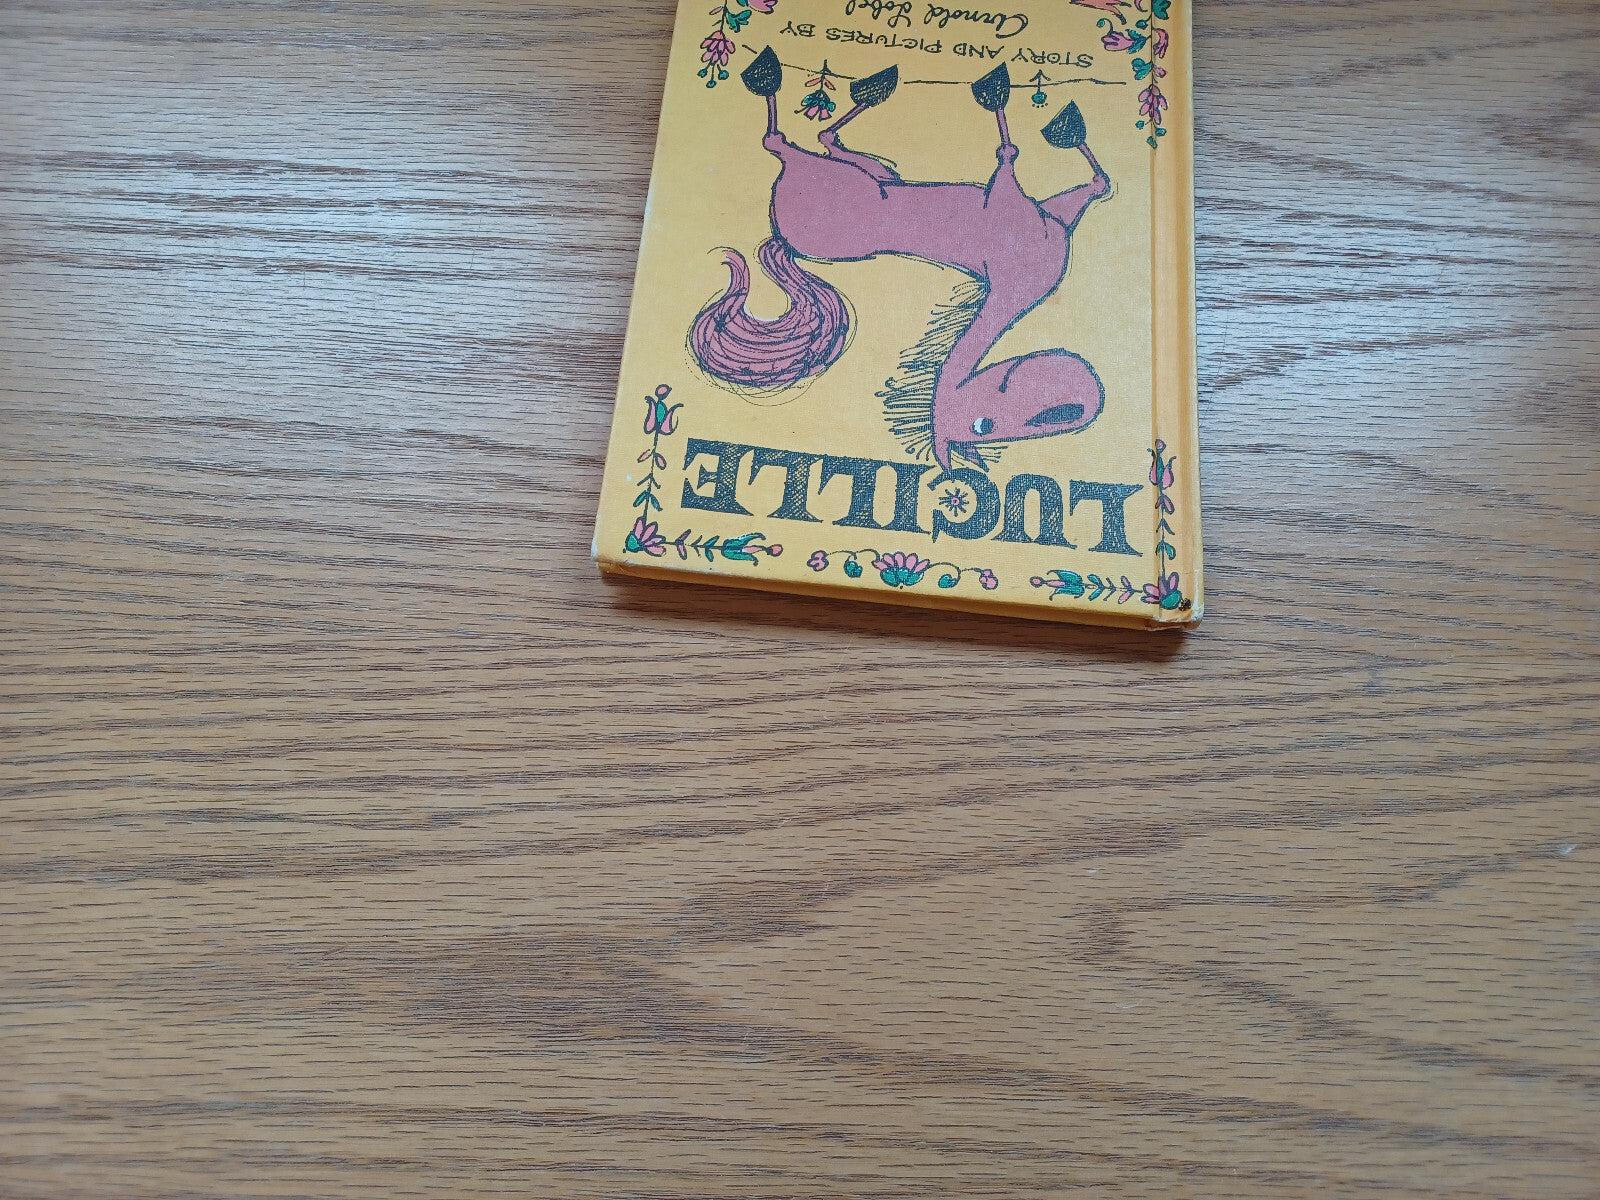 LUCILLE
STORY AND PICTURES BY
Arnold Lobel